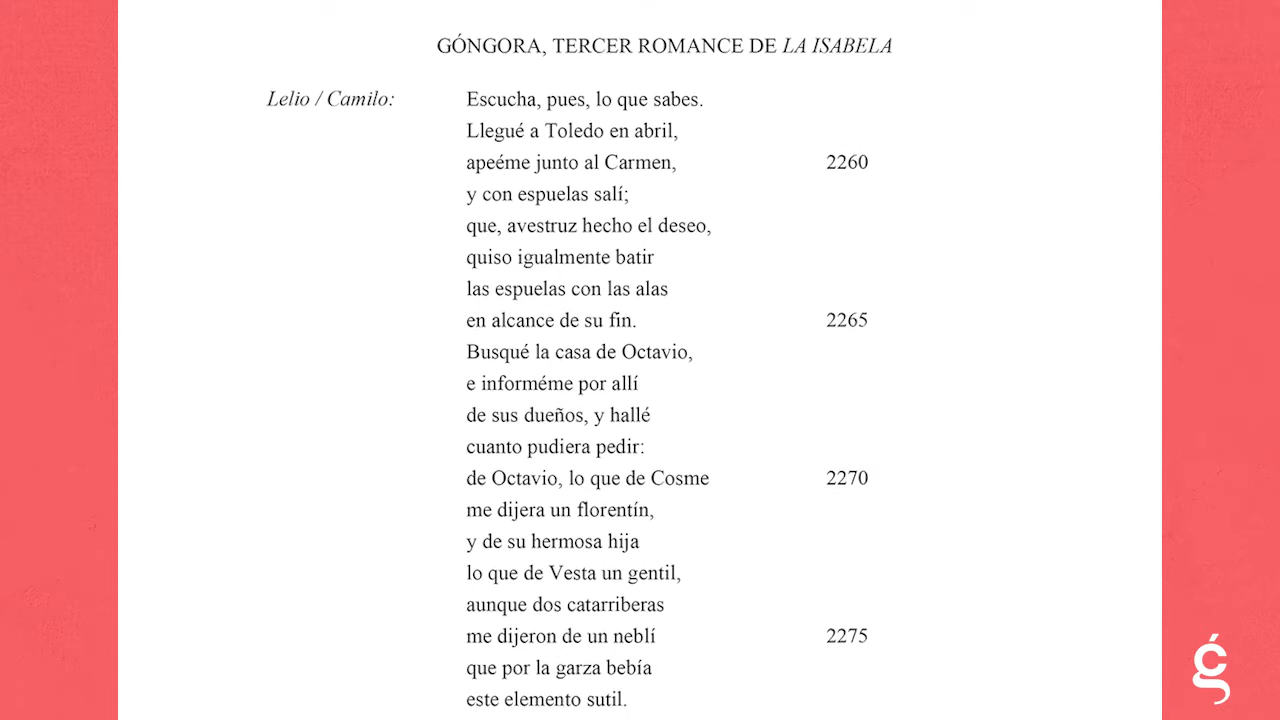 GÓNGORA, TERCER ROMANCE DE LA ISABELA
Lelio / Camilo: Escucha, pues, lo que sabes.
Llegué a Toledo en abril,
apeéme junto al Carmen, 2260
y con espuelas salí;
que, avestruz hecho el deseo,
quiso igualmente batir
las espuelas con las alas
en alcance de su fin. 2265
Busqué la casa de Octavio,
e informéme por allí
de sus dueños, y hallé
cuanto pudiera pedir:
de Octavio, lo que de Cosme 2270
me dijera un florentín,
y de su hermosa hija
lo que de Vesta un gentil,
aunque dos catarriberas
me dijeron de un neblí 2275
que por la garza bebía
este elemento sutil.